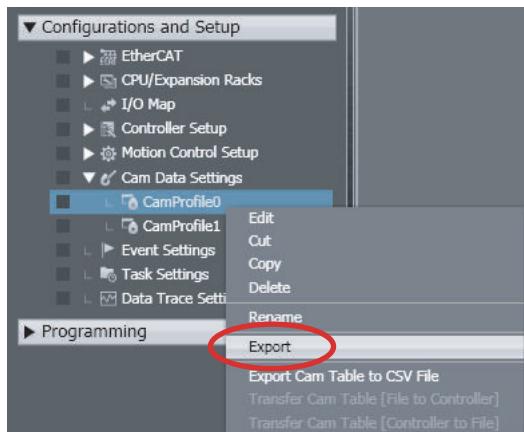 Configurations and Setup
EtherCAT
CPU/Expansion Racks
I/O Map
Controller Setup
Motion Control Setup
Cam Data Settings
CamProfile0
CamProfile1
Event Settings
Task Settings
Data Trace Setti
Programming
Edit
Cut
Copy
Delete
Rename
Export
Export Cam Table to CSV File
Transfer Cam Table [File to Controller]
Transfer Cam Table [Controller to File]